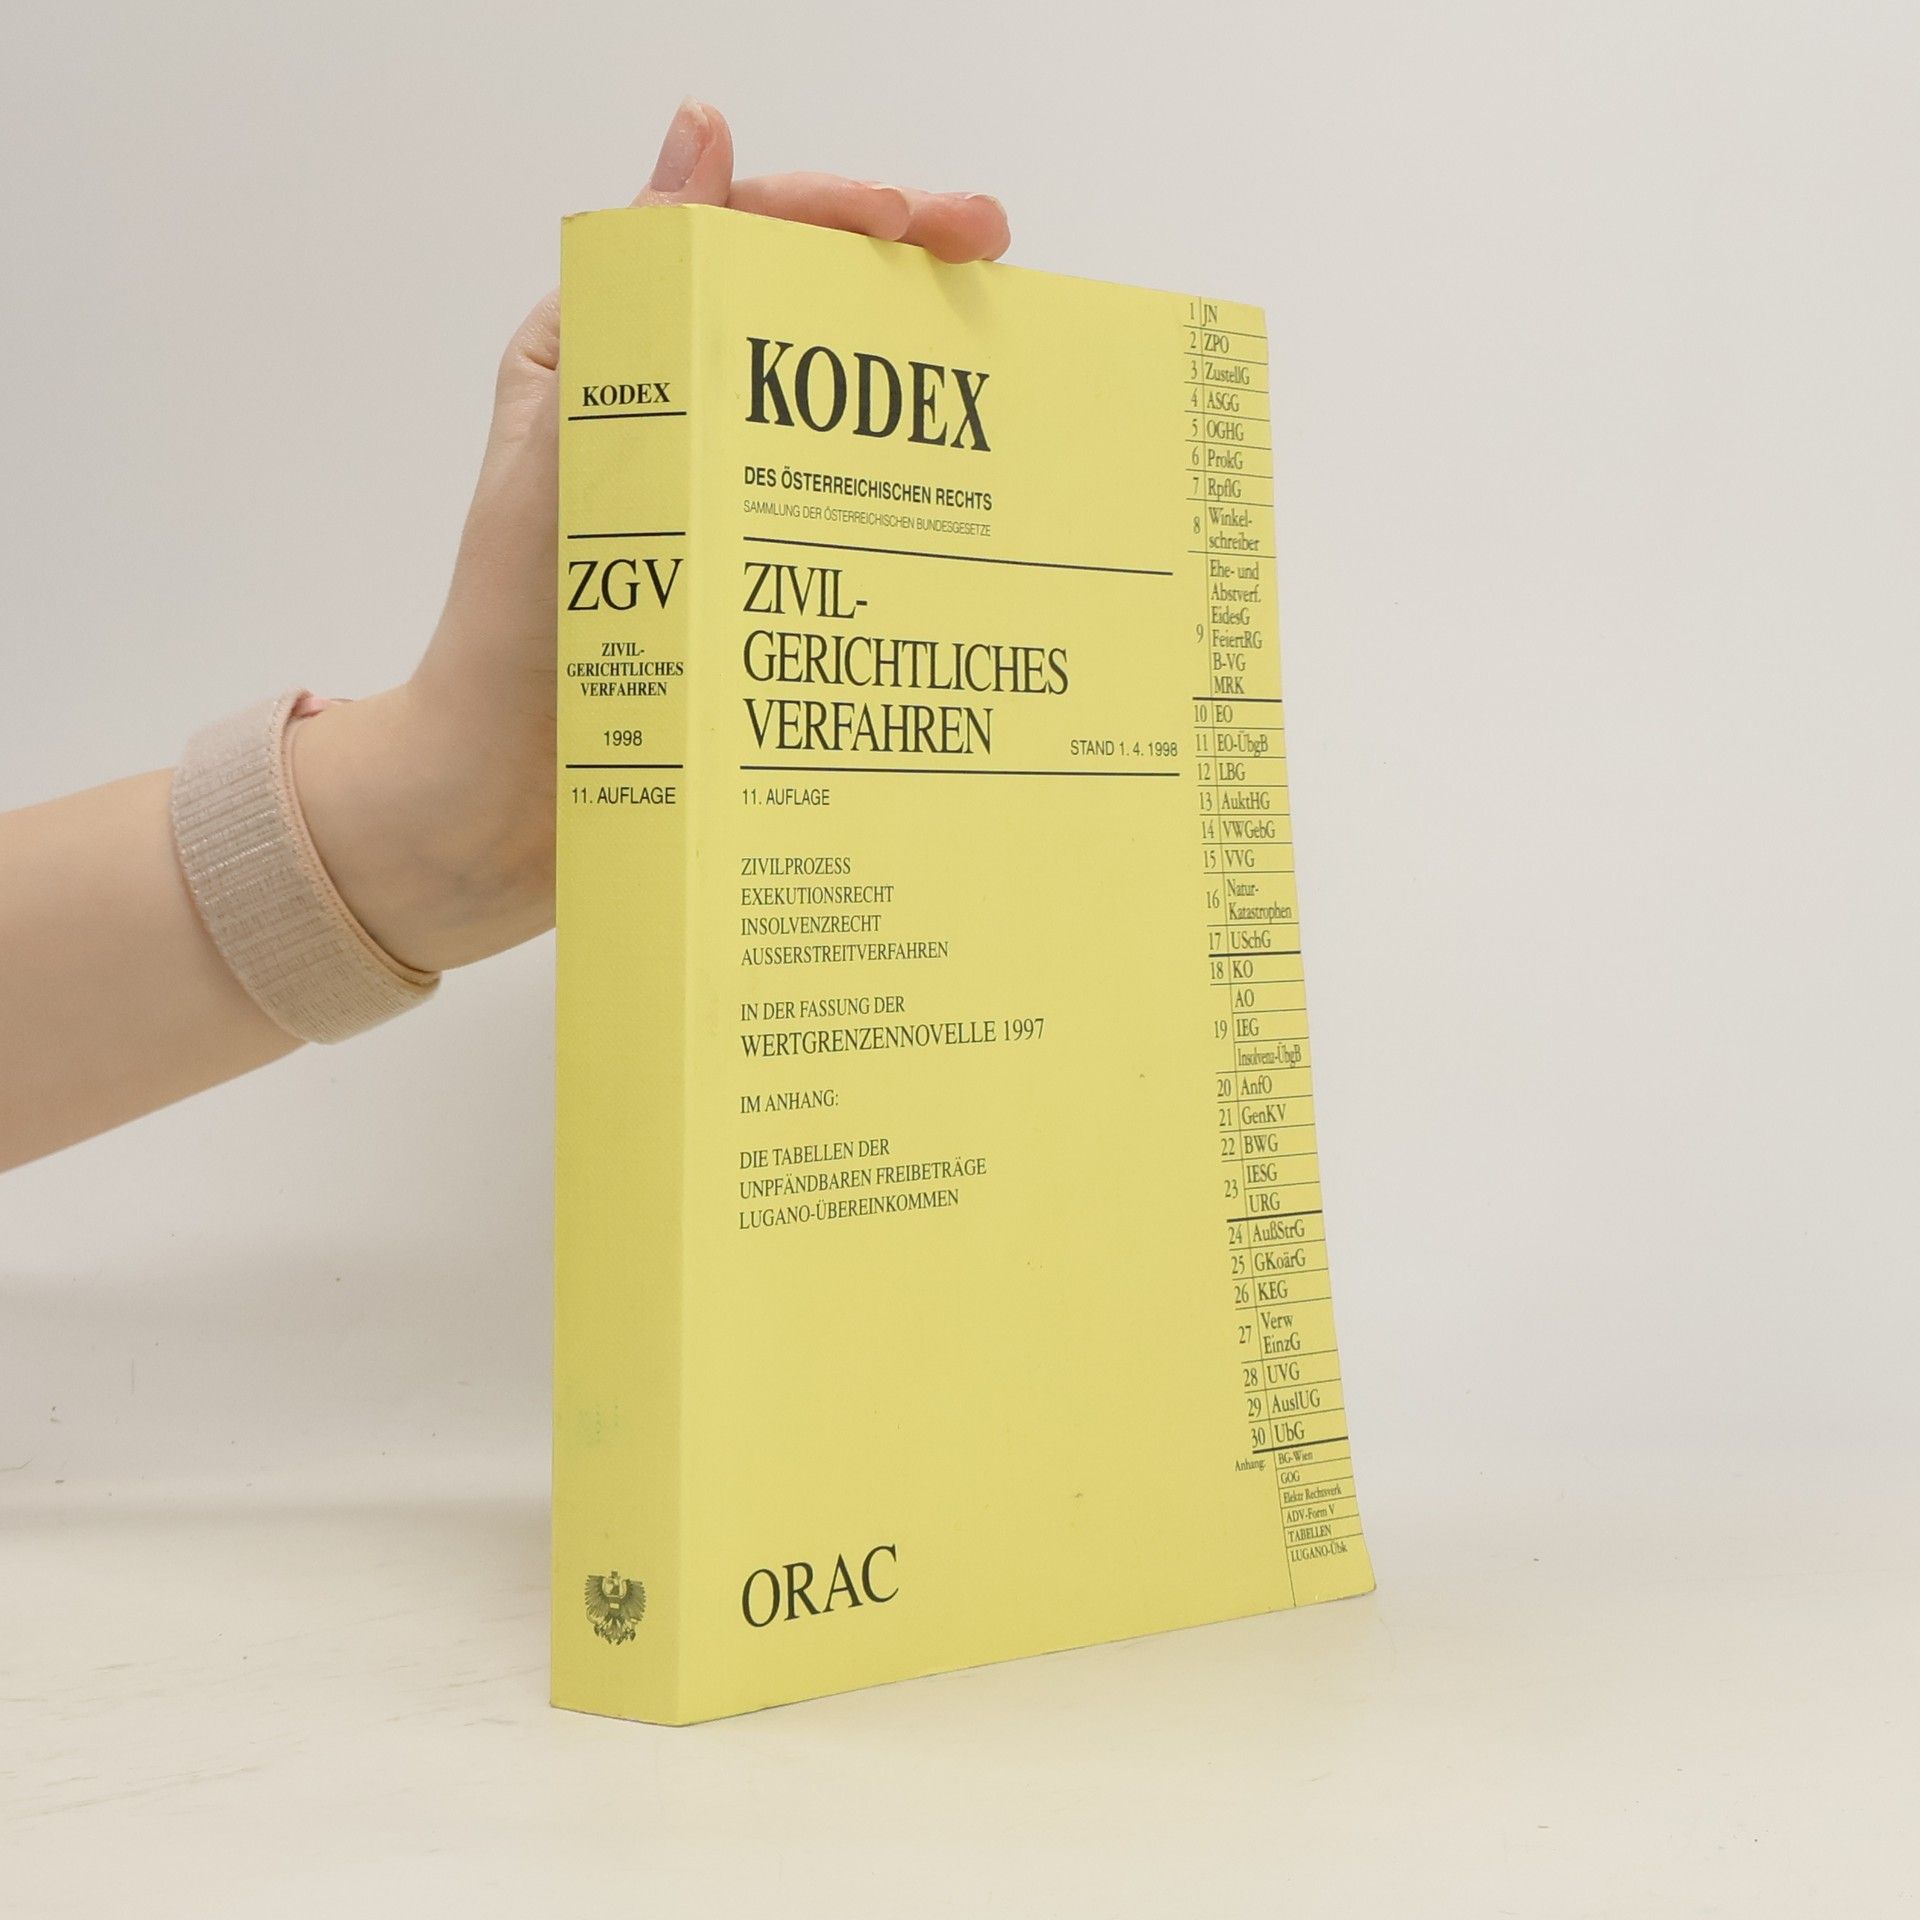 KODEX
ZGV
ZIVIL-
GERICHTLICHES
VERFAHREN
1998
11. AUFLAGE
KODEX
DES ÖSTERREICHISCHEN RECHTS
SAMMLUNG DER ÖSTERREICHISCHEN BUNDESGESETZE
ZIVIL-
GERICHTLICHES
VERFAHREN
STAND 1. 4. 1998
11. AUFLAGE
ZIVILPROZESS
EXEKUTIONSRECHT
INSOLVENZRECHT
AUSSERSTREITVERFAHREN
IN DER FASSUNG DER
WERTGRENZENNOVELLE 1997
IM ANHANG:
DIE TABELLEN DER
UNPFÄNDBAREN FREIBETRÄGE
LUGANO-ÜBEREINKOMMEN
ORAC
1 JN
2 ZPO
3 ZustellG
4 ASGG
5 OGHG
6 ProkG
7 RpflG
8 Winkel-
schreiber
Ehe- und
Abstverf.
EidesG
9 FeiertRG
B-VG
MRK
10 EO
11 EO-ÜbgB
12 LBG
13 AuktHG
14 VWGebG
15 VVG
16 Natur-
Katastrophen
17 USchG
18 KO
AO
19 IEG
Insolvenz-ÜbgB
20 AnfO
21 GenKV
22 BWG
23 IESG
URG
24 AußStrG
25 GKoärG
26 KEG
27 Verw
EinzG
28 UVG
29 AuslUG
30 UbG
Anhang: BG-Wien
GOG
Elektr Rechtsverk
ADV-Form V
TABELLEN
LUGANO-Übk